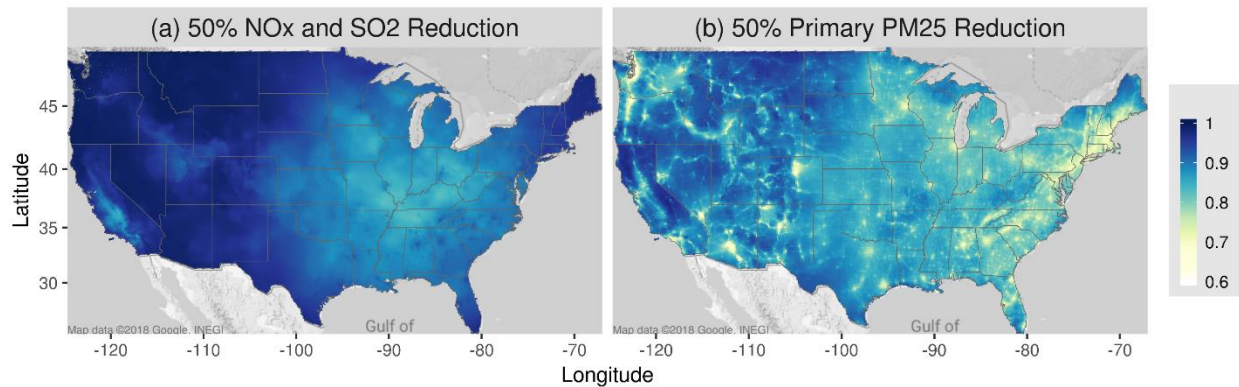 (a) 50% NOx and SO2 Reduction
(b) 50% Primary PM25 Reduction
45
40
35
30
Latitude
Map data ©2018 Google, INEGI
Gulf of
Map data ©2018 Google, INEGI
Gulf of
-120
-110
-100
-90
-80
-70
-120
-110
-100
-90
-80
-70
Longitude
1
0.9
0.8
0.7
0.6